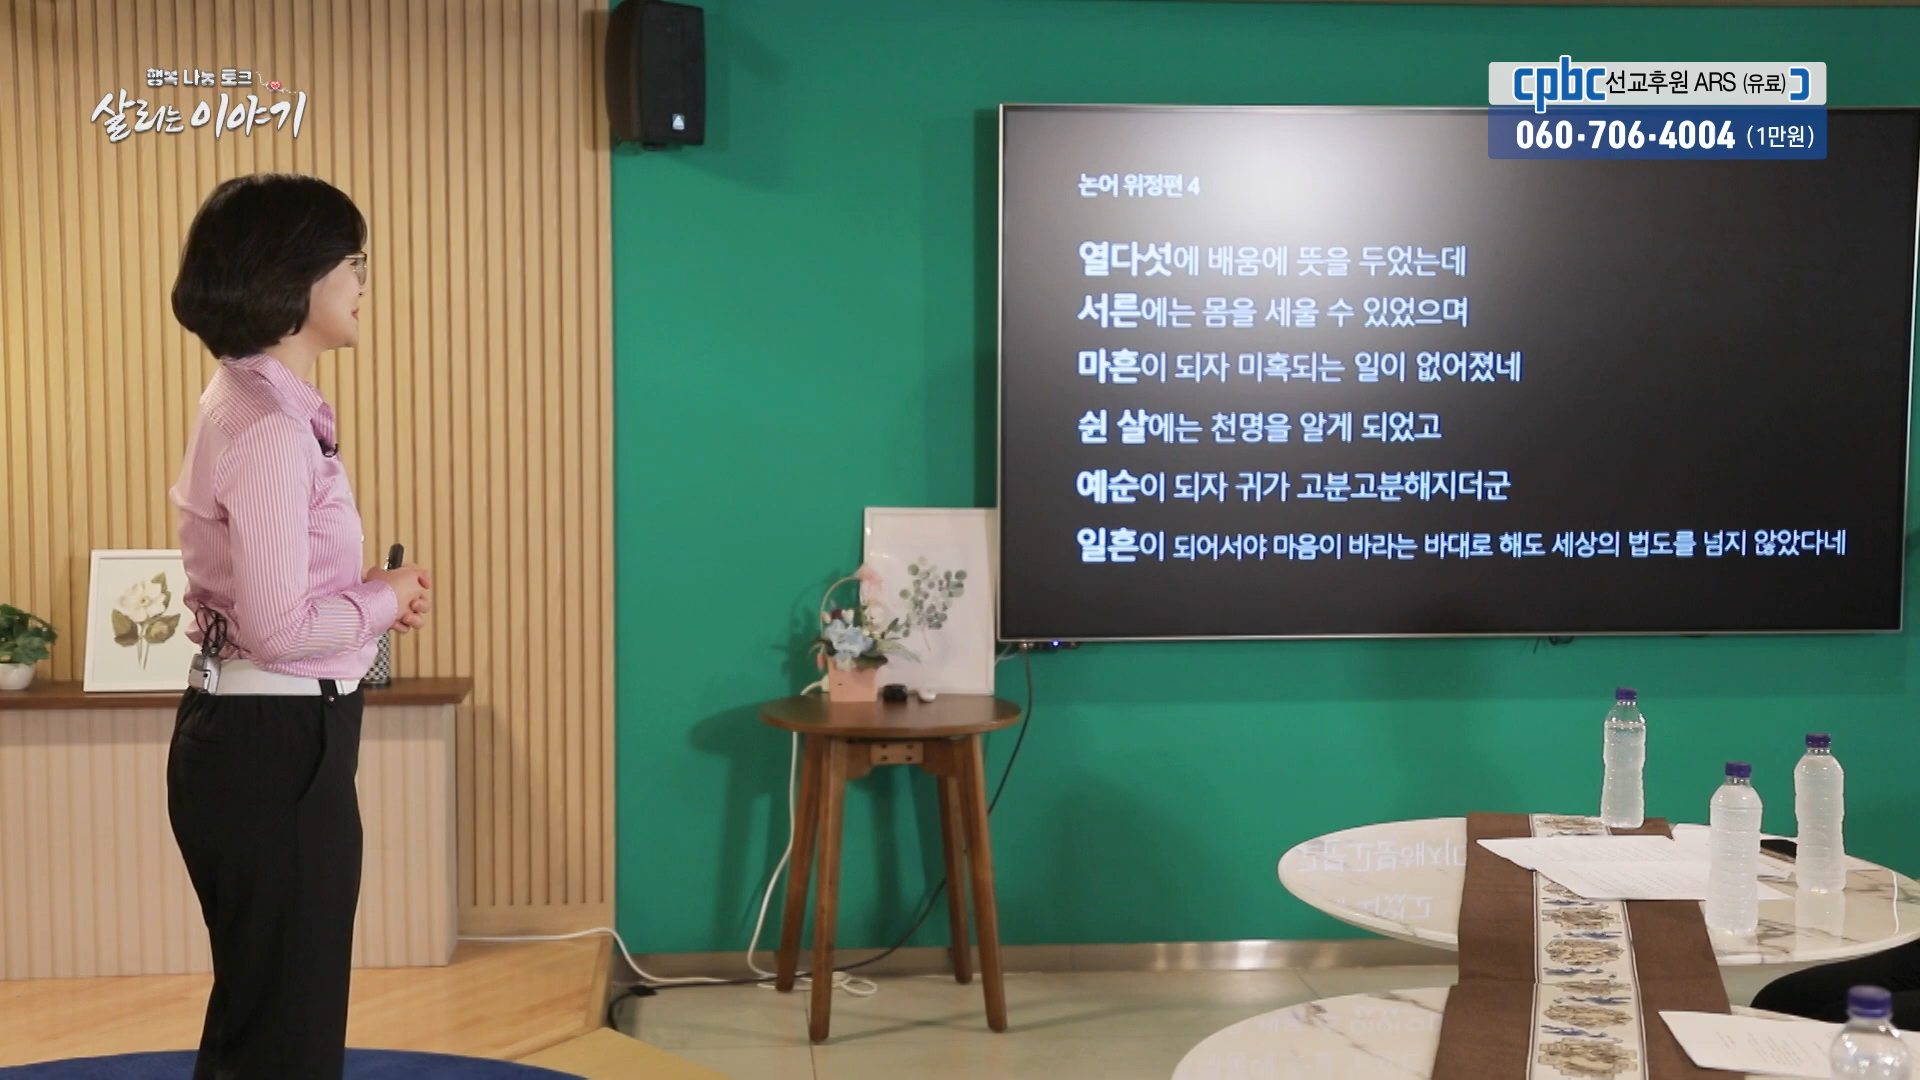 행복 나눔 토크
살리는 이야기
cpbc 선교후원 ARS (유료)
060·706·4004 (1만원)
논어 위정편 4
열다섯에 배움에 뜻을 두었는데
서른에는 몸을 세울 수 있었으며
마흔이 되자 미혹되는 일이 없어졌네
쉰 살에는 천명을 알게 되었고
예순이 되자 귀가 고분고분해지더군
일흔이 되어서야 마음이 바라는 바대로 해도 세상의 법도를 넘지 않았다네